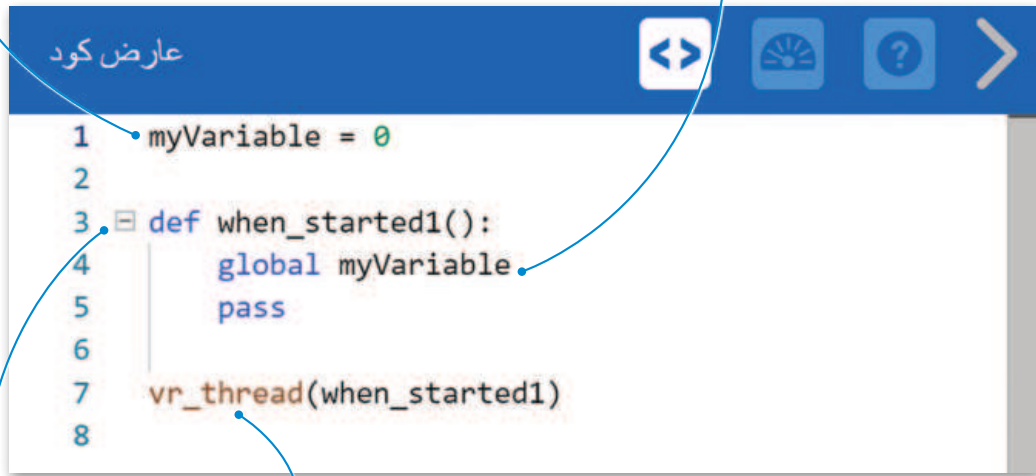 عارض كود
<> ?
1 myVariable = 0
2
3 def when_started1():
4     global myVariable
5     pass
6
7 vr_thread(when_started1)
8